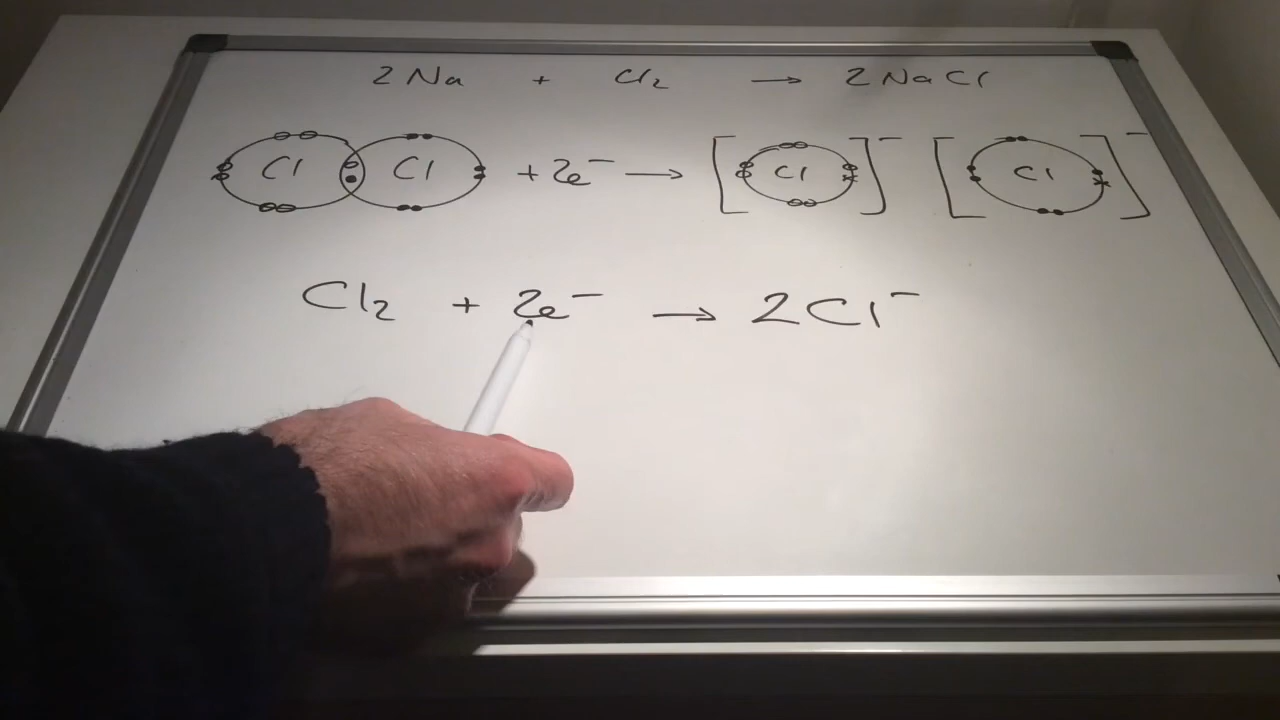 2Na + Cl₂ → 2NaCl
Cl Cl + 2e⁻ → [Cl]⁻ [Cl]⁻
Cl₂ + 2e⁻ → 2Cl⁻